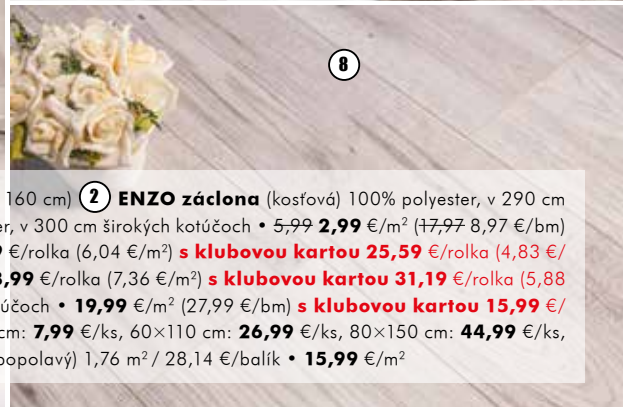 8
160 cm) 2 ENZO záclona (kosťová) 100% polyester, v 290 cm
v 300 cm širokých kotúčoch • 5,99 2,99 €/m² (17,97 8,97 €/bm)
€/rolka (6,04 €/m²) s klubovou kartou 25,59 €/rolka (4,83 €/
,99 €/rolka (7,36 €/m²) s klubovou kartou 31,19 €/rolka (5,88
• 19,99 €/m² (27,99 €/bm) s klubovou kartou 15,99 €/
cm: 7,99 €/ks, 60×110 cm: 26,99 €/ks, 80×150 cm: 44,99 €/ks,
popolavý) 1,76 m² / 28,14 €/balík • 15,99 €/m²